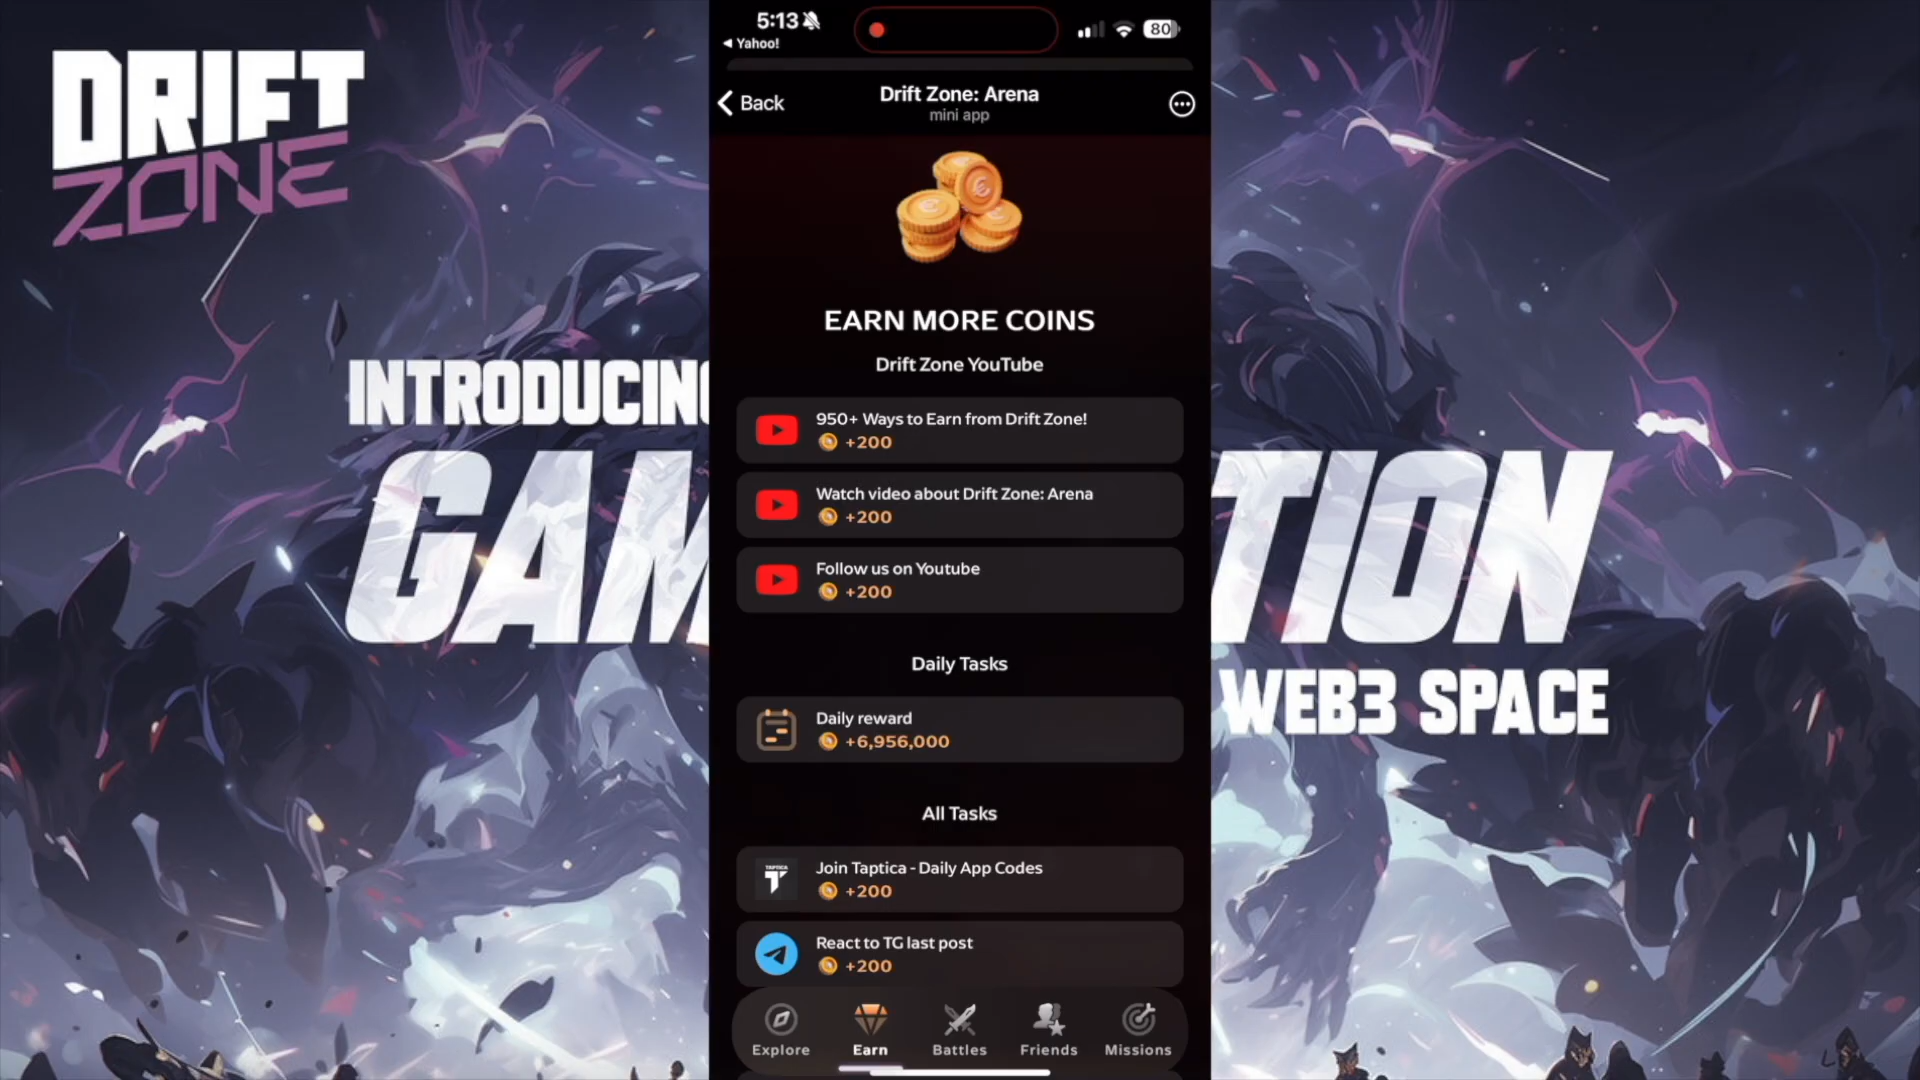 DRIFT
ZONE
INTRODUCING
GAM
TION
WEB3 SPACE
5:13
Yahoo!
80
Back
Drift Zone: Arena
mini app
EARN MORE COINS
Drift Zone YouTube
950+ Ways to Earn from Drift Zone!
+200
Watch video about Drift Zone: Arena
+200
Follow us on Youtube
+200
Daily Tasks
Daily reward
+6,956,000
All Tasks
TAPTICA
Join Taptica - Daily App Codes
+200
React to TG last post
+200
Explore
Earn
Battles
Friends
Missions